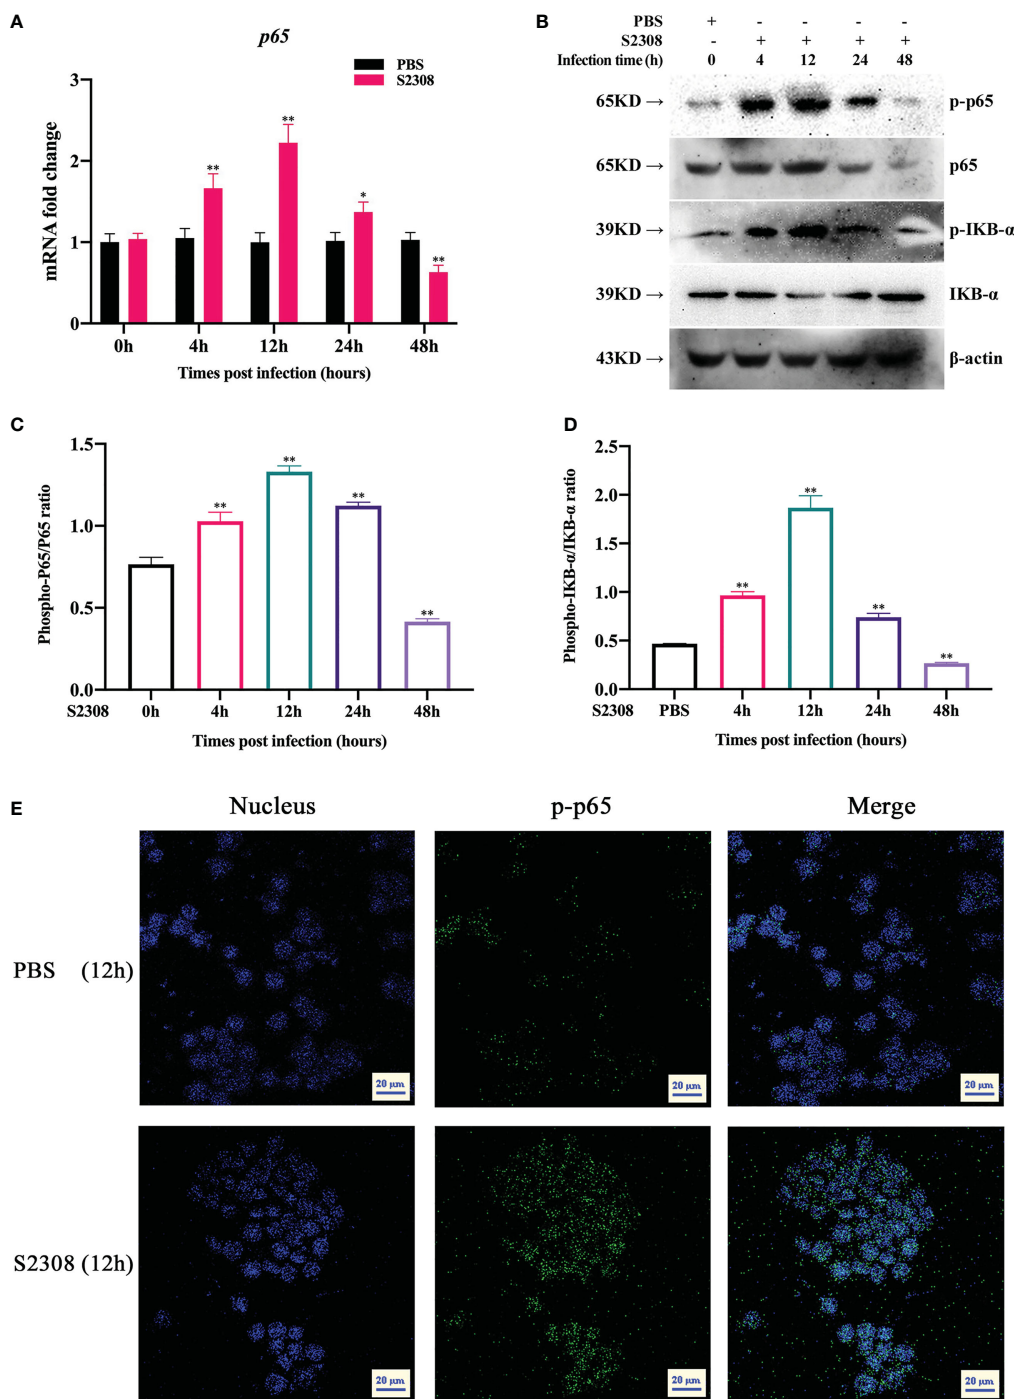 A
p65
PBS
S2308
mRNA fold change
3
2
1
0
** ** * **
0h 4h 12h 24h 48h
Times post infection (hours)
B
PBS + - - - -
S2308 - + + + +
Infection time (h) 0 4 12 24 48
65KD → p-p65
65KD → p65
39KD → p-IKB-α
39KD → IKB-α
43KD → β-actin
C
Phospho-P65/P65 ratio
1.5
1.0
0.5
0.0
** ** ** **
S2308 0h 4h 12h 24h 48h
Times post infection (hours)
D
Phospho-IKB-α/IKB-α ratio
2.5
2.0
1.5
1.0
0.5
0.0
** ** ** **
S2308 PBS 4h 12h 24h 48h
Times post infection (hours)
E
Nucleus p-p65 Merge
PBS (12h)
20 μm 20 μm 20 μm
S2308 (12h)
20 μm 20 μm 20 μm